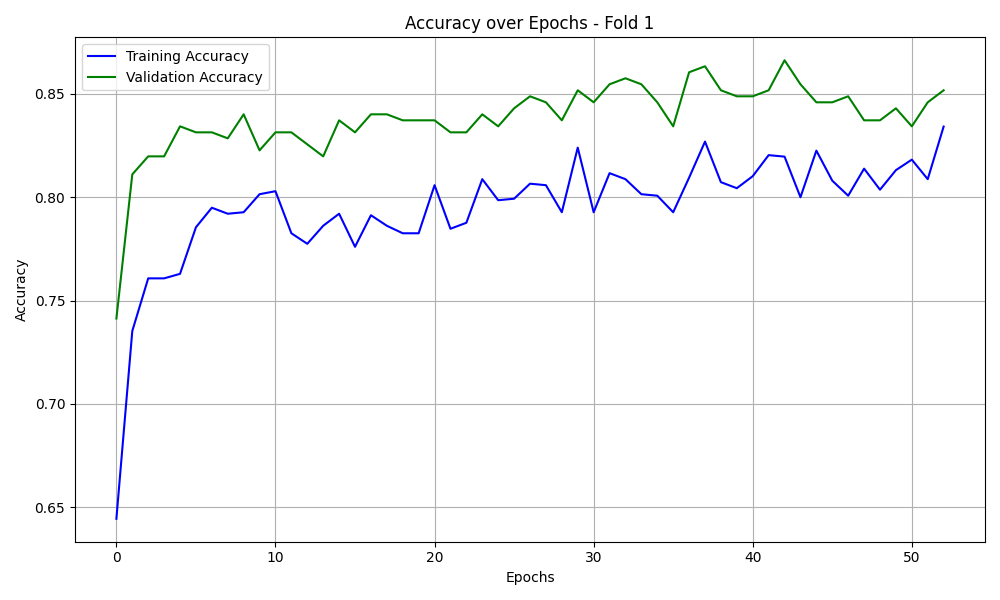 Accuracy over Epochs - Fold 1
Training Accuracy
Validation Accuracy
Accuracy
0.85
0.80
0.75
0.70
0.65
0 10 20 30 40 50
Epochs